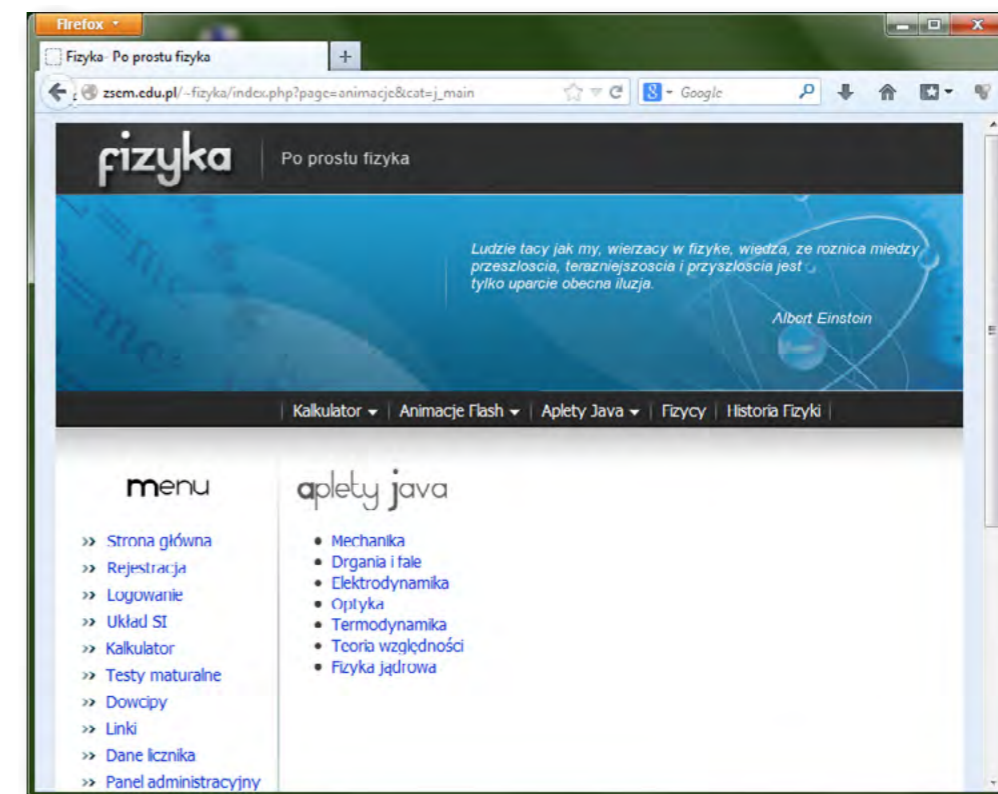 Firefox
Fizyka- Po prostu fizyka
zsem.edu.pl/~fizyka/index.php?page=animacje&cat=j_main
Google
fizyka
Po prostu fizyka
Ludzie tacy jak my, wierzacy w fizyke, wiedza, ze roznica miedzy
przeszloscia, terazniejszoscia i przyszloscia jest
tylko uparcie obecna iluzja.
Albert Einstein
Kalkulator | Animacje Flash | Aplety Java | Fizycy | Historia Fizyki
menu
Strona główna
Rejestracja
Logowanie
Układ SI
Kalkulator
Testy maturalne
Dowcipy
Linki
Dane licznika
Panel administracyjny
aplety java
Mechanika
Drgania i fale
Elektrodynamika
Optyka
Termodynamika
Teoria względności
Fizyka jądrowa